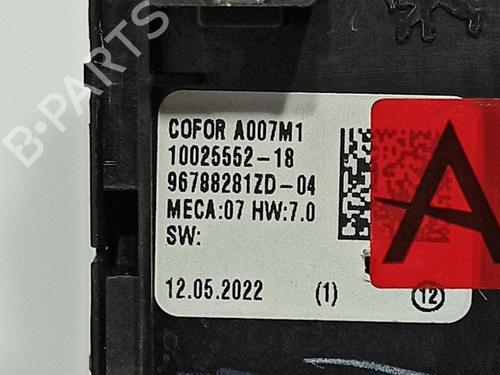 B-PARTS
COFOR A007M1
10025552-18
96788281ZD-04
MECA:07 HW:7.0
SW:
12.05.2022 (1) 12
A